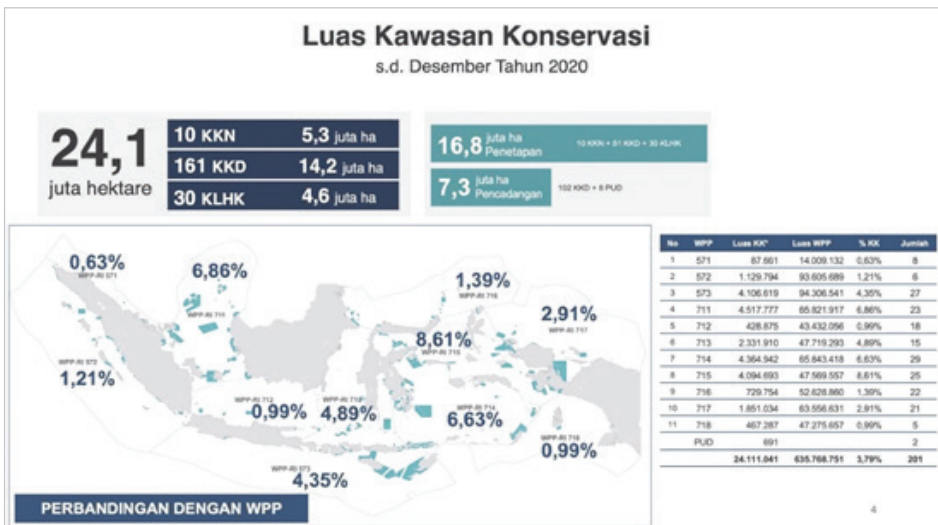 Luas Kawasan Konservasi
s.d. Desember Tahun 2020
24,1
juta hektare
10 KKN 5,3 juta ha
161 KKD 14,2 juta ha
30 KLHK 4,6 juta ha
16,8 juta ha Penetapan 10 KKN + 51 KKD + 30 KLHK
7,3 juta ha Pencadangan 102 KKD + 8 PUD
0,63%
WPP-RI 571
6,86%
WPP-RI 711
1,39%
WPP-RI 716
2,91%
WPP-RI 717
8,61%
WPP-RI 715
WPP-RI 572
1,21%
WPP-RI 712
0,99%
WPP-RI 713
4,89%
WPP-RI 714
6,63%
WPP-RI 718
0,99%
WPP-RI 573
4,35%
PERBANDINGAN DENGAN WPP
No WPP Luas KK* Luas WPP % KK Jumlah
1 571 87.661 14.009.132 0,63% 8
2 572 1.129.794 93.605.689 1,21% 6
3 573 4.106.619 94.306.541 4,35% 27
4 711 4.517.777 65.821.917 6,86% 23
5 712 428.875 43.432.056 0,99% 18
6 713 2.331.910 47.719.293 4,89% 15
7 714 4.364.942 65.843.418 6,63% 29
8 715 4.094.693 47.569.557 8,61% 25
9 716 729.754 52.628.860 1,39% 22
10 717 1.851.034 63.556.631 2,91% 21
11 718 467.287 47.275.657 0,99% 5
PUD 691 2
24.111.041 635.768.751 3,79% 201
4